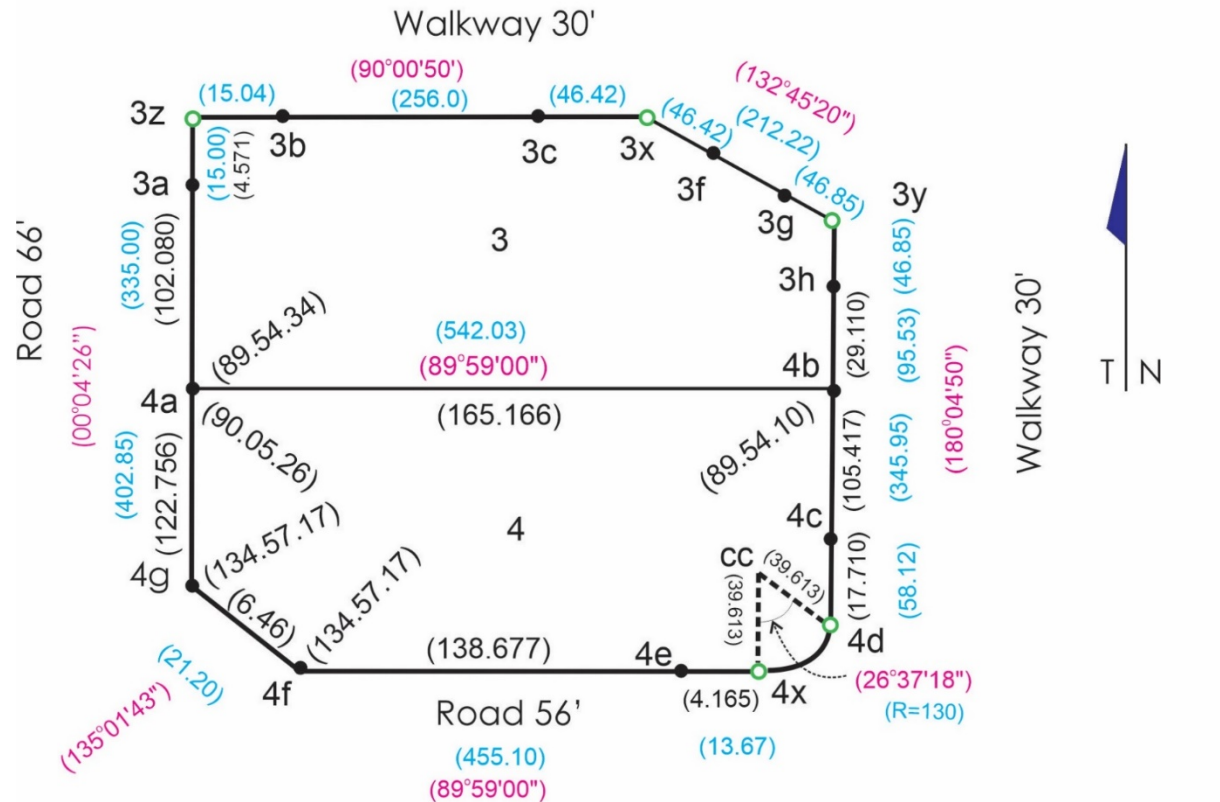 Walkway 30'
(90°00'50')
(132°45'20")
3z
(15.04)
(256.0)
(46.42)
3b
3c
3x
(46.42)
(212.22)
(46.85)
3f
3g
3y
3a
(15.00)
(4.571)
3
3h
(46.85)
Road 66'
(335.00)
(102.080)
(00°04'26")
(89.54.34)
(542.03)
(89°59'00")
(165.166)
4a
4b
(29.110)
(95.53)
Walkway 30'
(180°04'50")
T N
(90.05.26)
(89.54.10)
(105.417)
(345.95)
(402.85)
(122.756)
4
4c
4g
(134.57.17)
(134.57.17)
(6.46)
cc
(39.613)
(39.613)
(17.710)
(58.12)
4d
(21.20)
(135°01'43")
4f
(138.677)
4e
4x
(4.165)
(26°37'18")
(R=130)
Road 56’
(13.67)
(455.10)
(89°59'00")